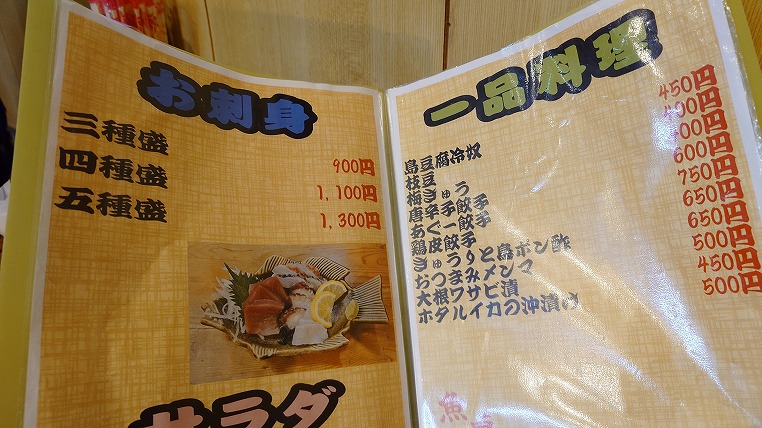 お刺身
三種盛 900円
四種盛 1,100円
五種盛 1,300円
サラダ
一品料理
島豆腐冷奴 450円
枝豆 400円
梅きゅう 400円
唐辛子餃子 600円
あぐー餃子 750円
鶏皮餃子 650円
きゅうりと島ポン酢 650円
おつまみメンマ 500円
大根ワサビ漬 450円
ホタルイカの沖漬け 500円
魚